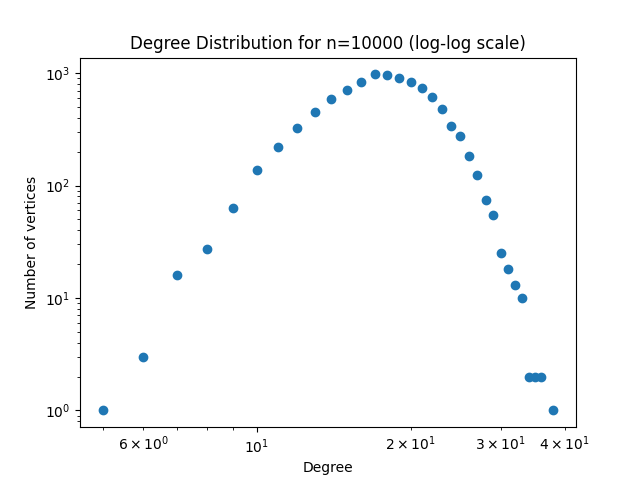 Degree Distribution for n=10000 (log-log scale)
Number of vertices
10³
10²
10¹
10⁰
6 × 10⁰
10¹
2 × 10¹
3 × 10¹
4 × 10¹
Degree